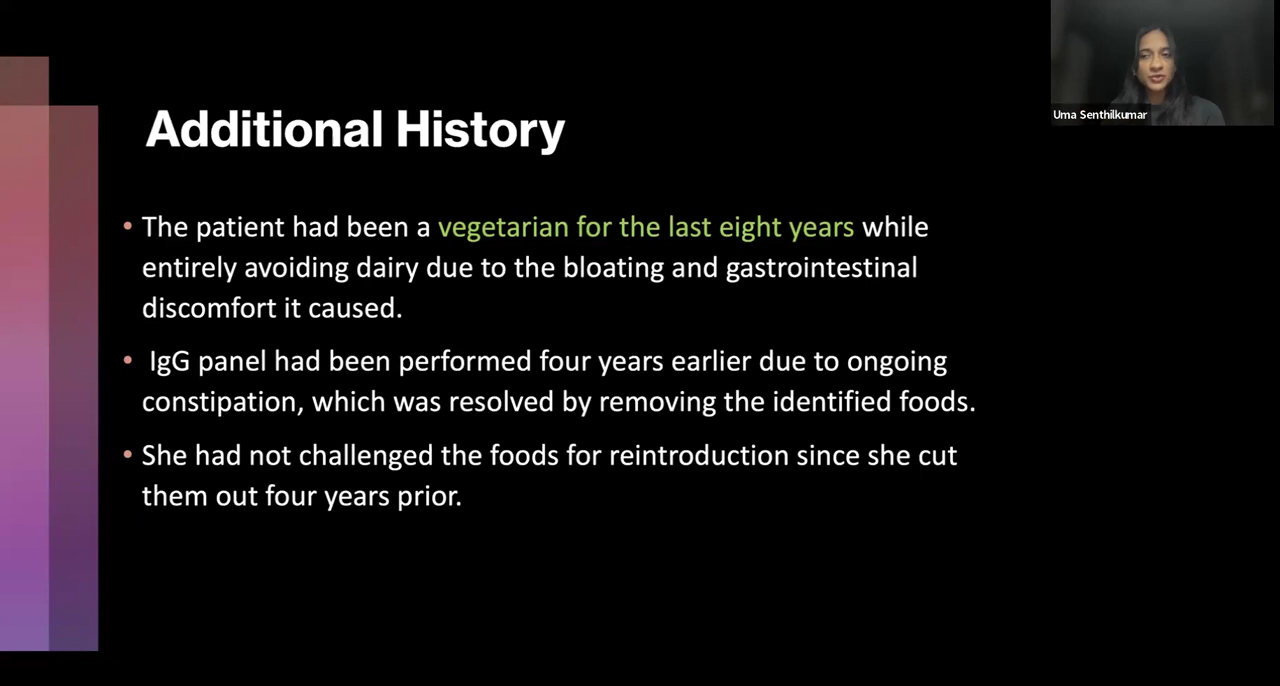 Uma Senthilkumar
Additional History
• The patient had been a vegetarian for the last eight years while
entirely avoiding dairy due to the bloating and gastrointestinal
discomfort it caused.
• IgG panel had been performed four years earlier due to ongoing
constipation, which was resolved by removing the identified foods.
• She had not challenged the foods for reintroduction since she cut
them out four years prior.